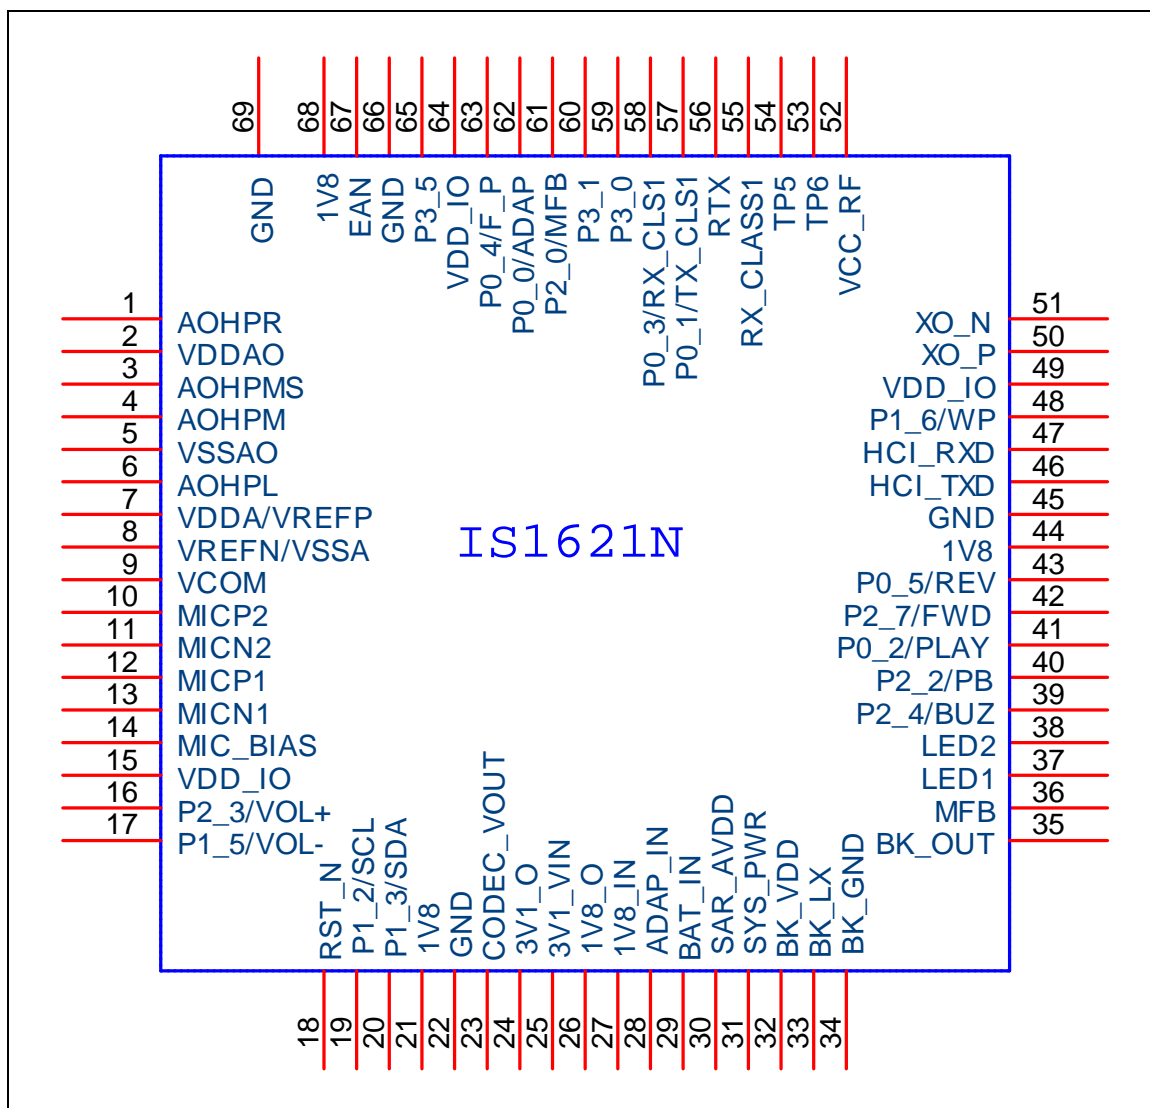 69
68
67
66
65
64
63
62
61
60
59
58
57
56
55
54
53
52
GND
1V8
EAN
GND
P3_5
VDD_IO
P0_4/F_P
P0_0/ADAP
P2_0/MFB
P3_1
P3_0
P0_3/RX_CLS1
P0_1/TX_CLS1
RTX
RX_CLASS1
TP5
TP6
VCC_RF
1 AOHPR
2 VDDAO
3 AOHPMS
4 AOHPM
5 VSSAO
6 AOHPL
7 VDDA/VREFP
8 VREFN/VSSA
9 VCOM
10 MICP2
11 MICN2
12 MICP1
13 MICN1
14 MIC_BIAS
15 VDD_IO
16 P2_3/VOL+
17 P1_5/VOL-
IS1621N
XO_N 51
XO_P 50
VDD_IO 49
P1_6/WP 48
HCI_RXD 47
HCI_TXD 46
GND 45
1V8 44
P0_5/REV 43
P2_7/FWD 42
P0_2/PLAY 41
P2_2/PB 40
P2_4/BUZ 39
LED2 38
LED1 37
MFB 36
BK_OUT 35
RST_N
P1_2/SCL
P1_3/SDA
1V8
GND
CODEC_VOUT
3V1_O
3V1_VIN
1V8_O
1V8_IN
ADAP_IN
BAT_IN
SAR_AVDD
SYS_PWR
BK_VDD
BK_LX
BK_GND
18
19
20
21
22
23
24
25
26
27
28
29
30
31
32
33
34